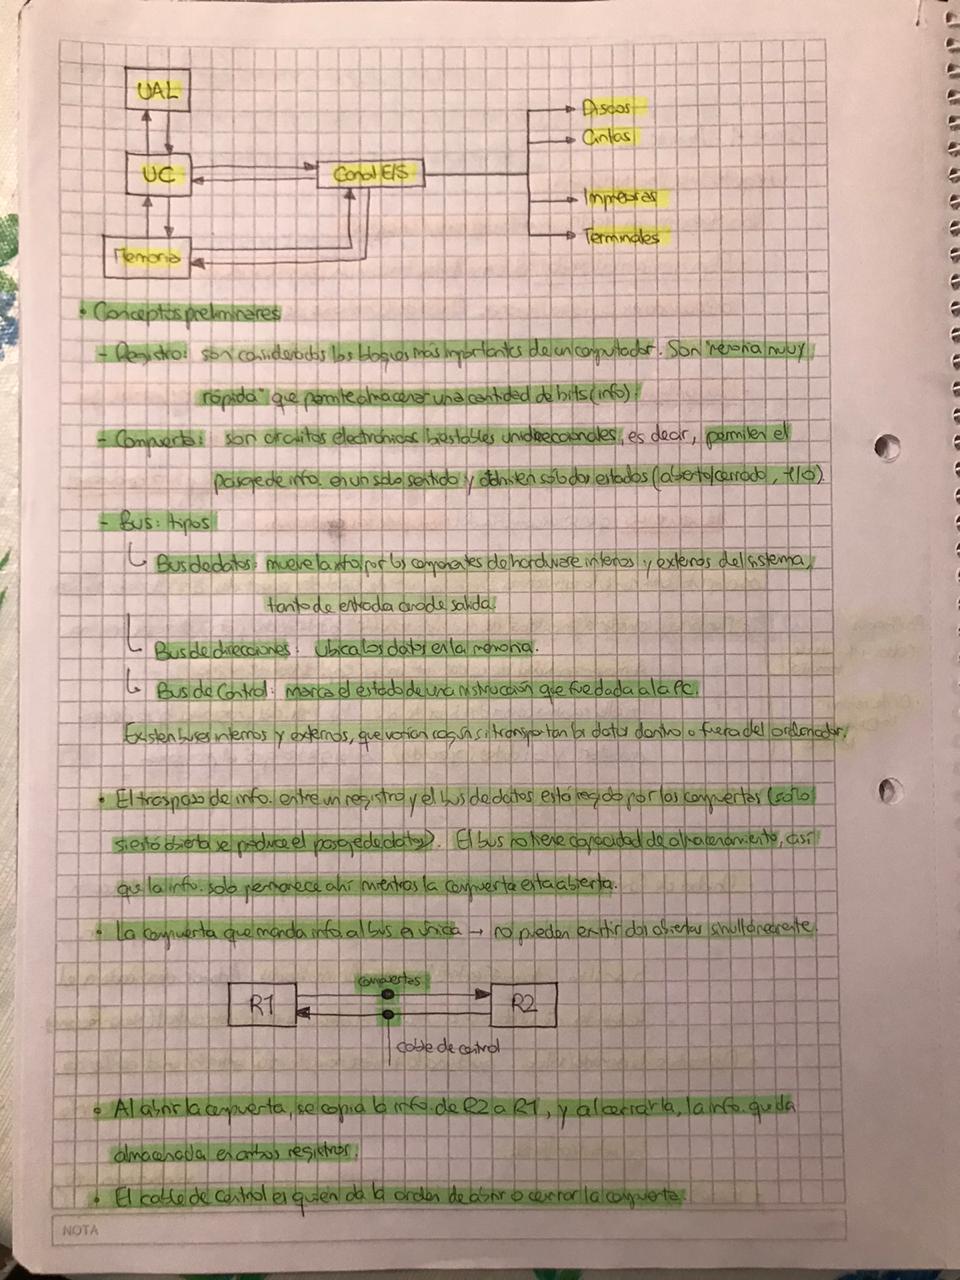 UAL
UC
Canal E/S
Memoria
Discos
Cintas
Impresoras
Terminales
• Conceptos preliminares
- Registro: son considerados los bloques más importantes de un computador. Son "memoria muy
rápida" que permite almacenar una cantidad de bits (info).
- Compuerta: son circuitos electrónicos biestables unidireccionales, es decir, permiten el
pasaje de info. en un solo sentido y admiten sólo dos estados (abierto/cerrado, 1/0).
- Bus: tipos
Bus de datos: mueve la info por los componentes de hardware internos y externos del sistema,
tanto de entrada como de salida.
Bus de direcciones: ubica los datos en la memoria.
Bus de Control: marca el estado de una instrucción que fue dada a la PC.
Existen buses internos y externos, que varían según si transportan la data dentro o fuera del ordenador.
• El traspaso de info. entre un registro y el bus de datos está regido por las compuertas (sólo
si está abierta se produce el pasaje de datos). El bus no tiene capacidad de almacenamiento, así
que la info. solo permanece ahí mientras la compuerta esta abierta.
• La compuerta que manda info. al bus es única → no pueden existir dos abiertas simultáneamente.
compuertas
R1
R2
cable de control
• Al abrir la compuerta, se copia la info. de R2 a R1, y al cerrarla, la info. queda
almacenada en ambos registros.
• El cable de control es quien da la orden de abrir o cerrar la compuerta.
NOTA